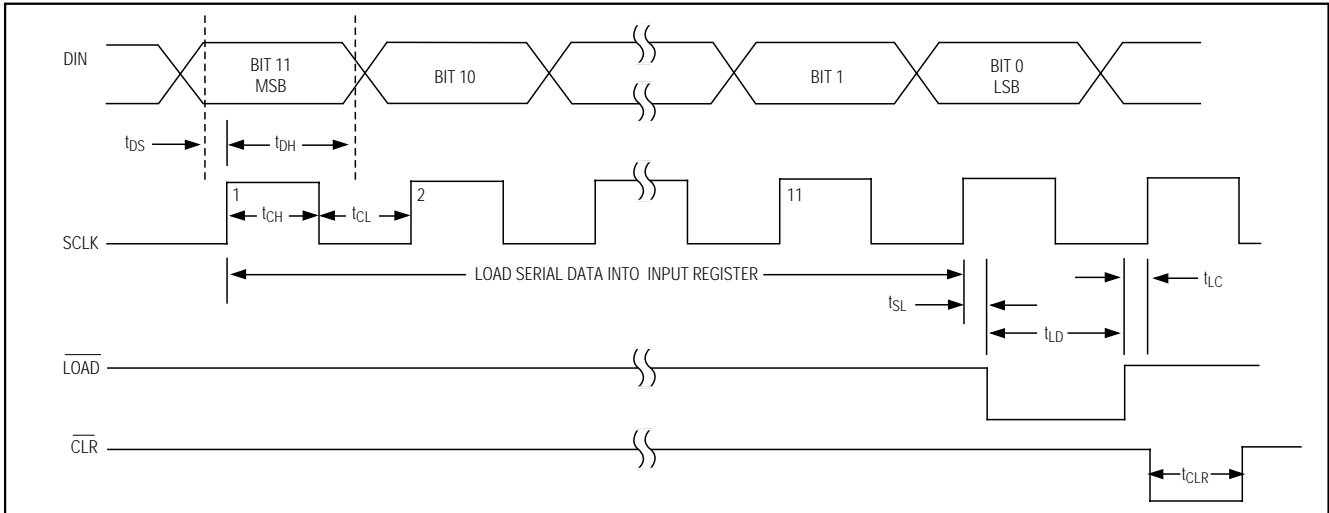 DIN
BIT 11
MSB
BIT 10
BIT 1
BIT 0
LSB
tDS
tDH
1
2
11
tCH
tCL
SCLK
LOAD SERIAL DATA INTO INPUT REGISTER
tLC
tSL
tLD
LOAD
CLR
tCLR